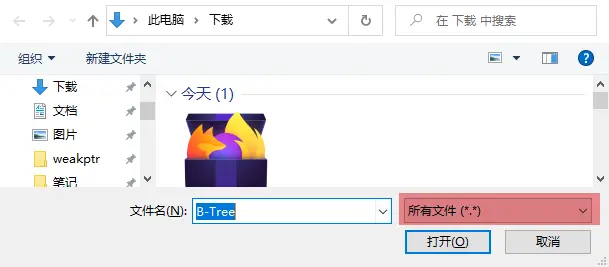 此电脑 > 下载
在 下载 中搜索
组织
新建文件夹
下载
文档
图片
weakptr
笔记
今天 (1)
文件名(N):
B-Tree
所有文件 (*.*)
打开(O)
取消